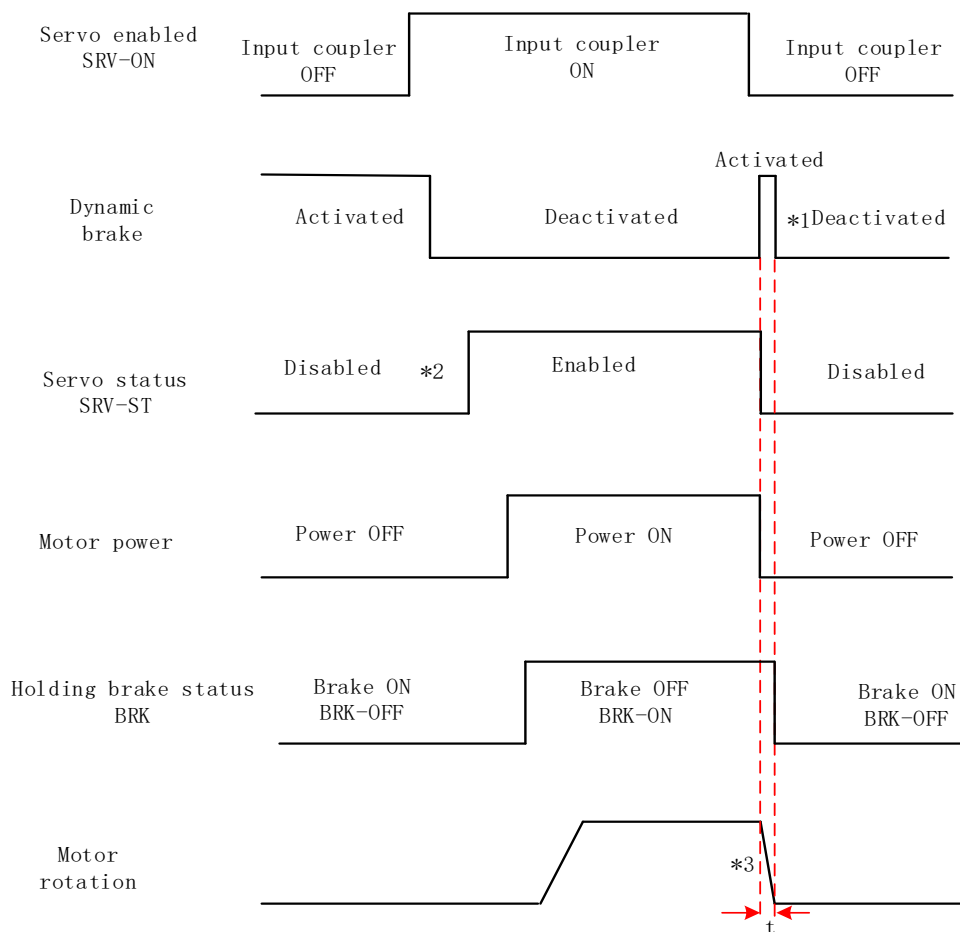 Servo enabled
SRV-ON
Input coupler
OFF
Input coupler
ON
Input coupler
OFF
Dynamic
brake
Activated
Deactivated
Activated
*1Deactivated
Servo status
SRV-ST
Disabled
*2
Enabled
Disabled
Motor power
Power OFF
Power ON
Power OFF
Holding brake status
BRK
Brake ON
BRK-OFF
Brake OFF
BRK-ON
Brake ON
BRK-OFF
Motor
rotation
*3
t